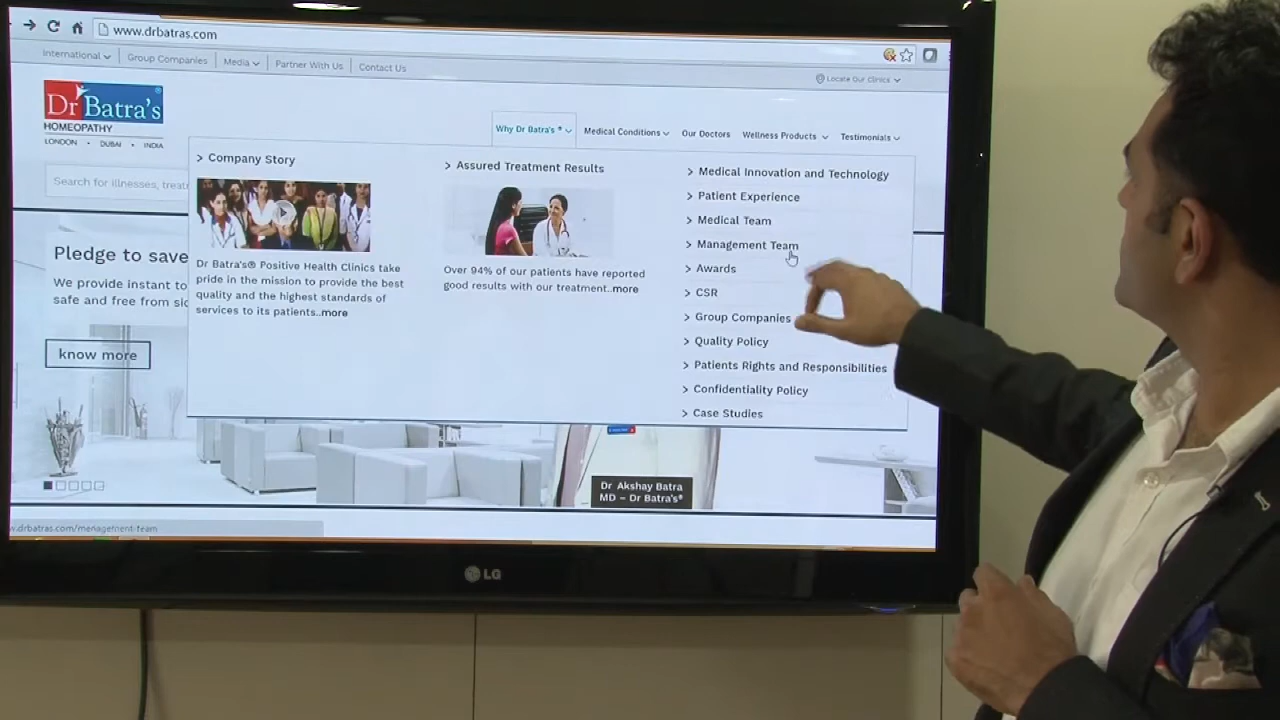 www.drbatras.com
International
Group Companies
Media
Partner With Us
Contact Us
Locate Our Clinics
Dr Batra's®
HOMEOPATHY
LONDON • DUBAI • INDIA
Why Dr Batra's ®
Medical Conditions
Our Doctors
Wellness Products
Testimonials
Search for illnesses, treat
> Company Story
Dr Batra's® Positive Health Clinics take
pride in the mission to provide the best
quality and the highest standards of
services to its patients..more
> Assured Treatment Results
Over 94% of our patients have reported
good results with our treatment..more
> Medical Innovation and Technology
> Patient Experience
> Medical Team
> Management Team
> Awards
> CSR
> Group Companies
> Quality Policy
> Patients Rights and Responsibilities
> Confidentiality Policy
> Case Studies
Pledge to save
We provide instant to
safe and free from sid
know more
Dr Akshay Batra
MD – Dr Batra's®
w.drbatras.com/management-team
LG